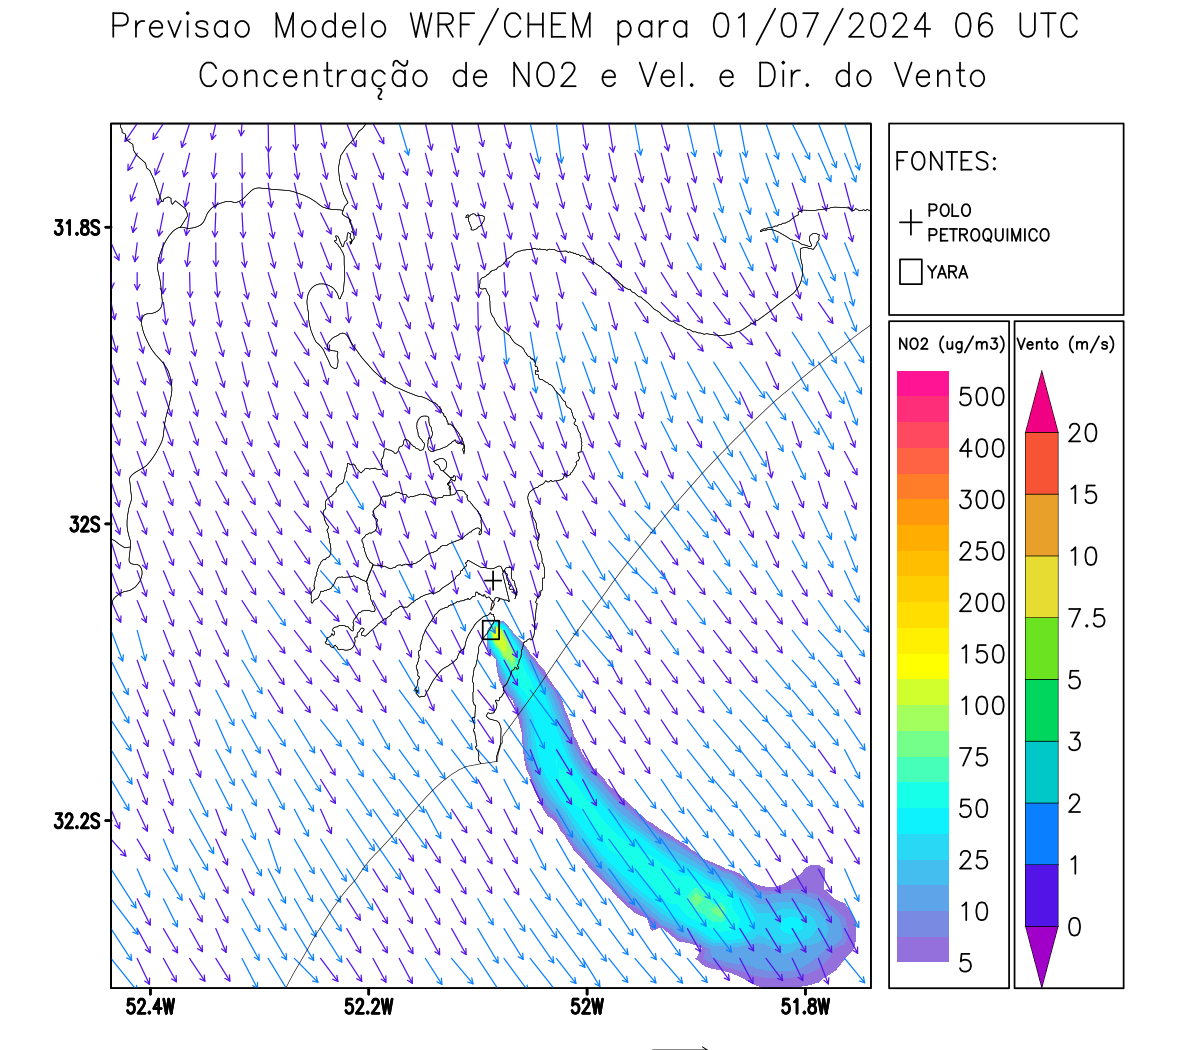 Previsao Modelo WRF/CHEM para 01/07/2024 06 UTC
Concentração de NO2 e Vel. e Dir. do Vento
FONTES:
POLO
PETROQUIMICO
YARA
NO2 (ug/m3)
500
400
300
250
200
150
100
75
50
25
10
5
Vento (m/s)
20
15
10
7.5
5
3
2
1
0
31.8S
32S
32.2S
52.4W
52.2W
52W
51.8W